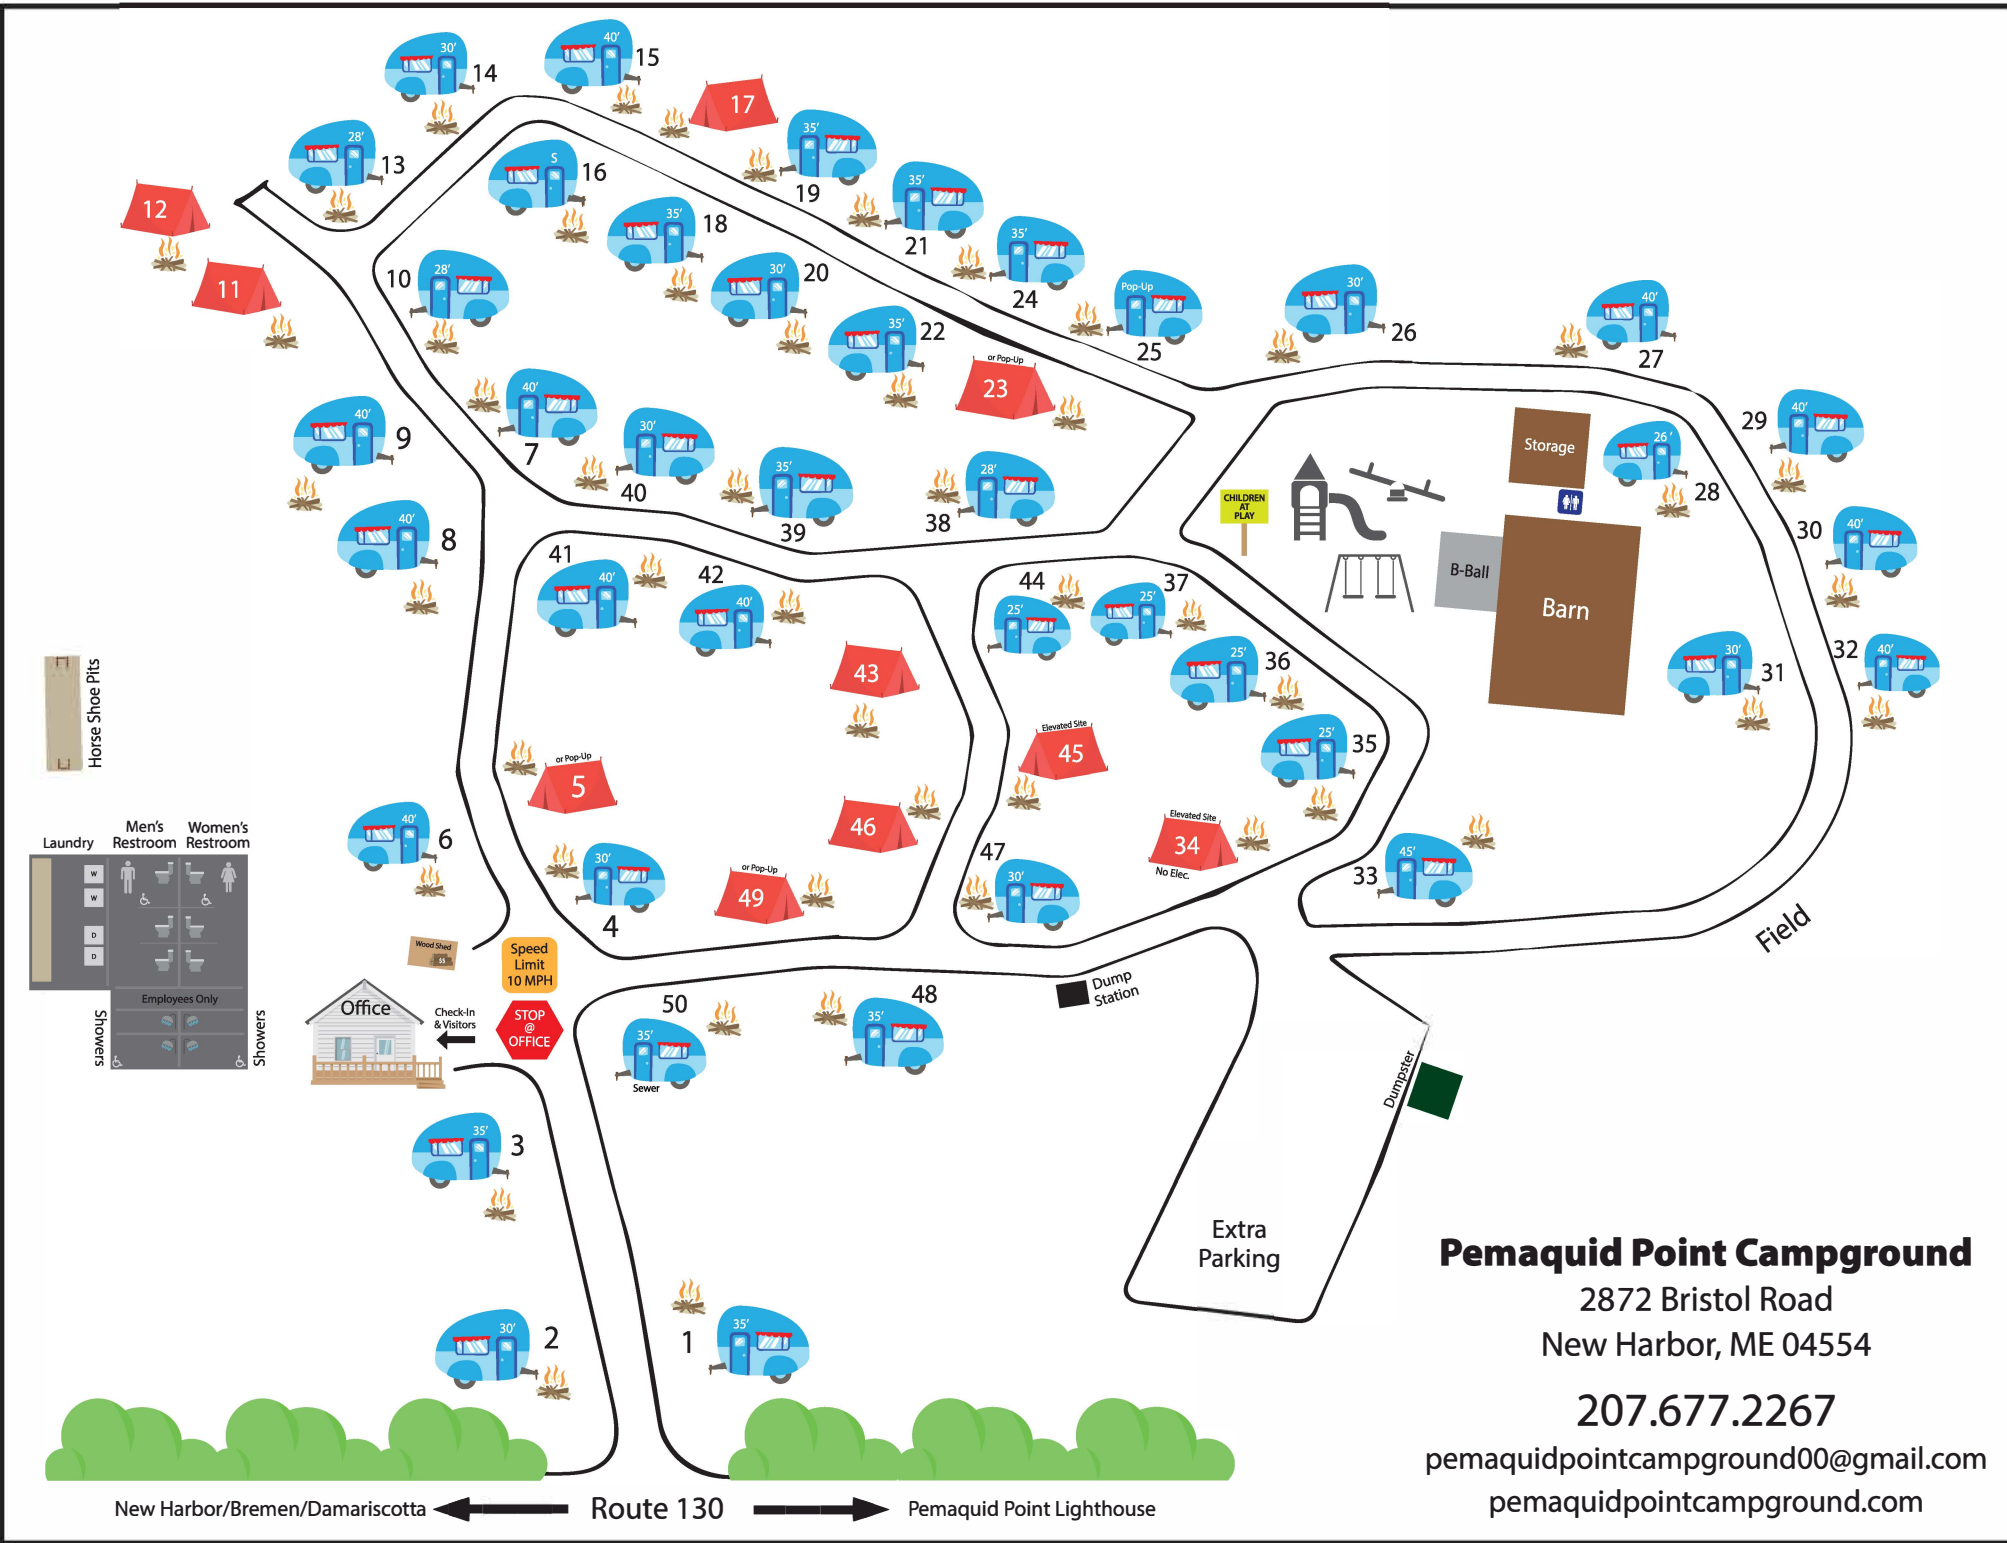 14
30'
15
40'
17
13
28'
16
S
19
35'
12
18
35'
21
35'
11
10
28'
20
30'
24
35'
22
35'
25
Pop-Up
26
30'
27
40'
or Pop-Up
23
9
40'
7
40'
40
30'
39
35'
38
28'
8
40'
CHILDREN
AT
PLAY
Storage
28
26'
29
40'
30
40'
B-Ball
Barn
31
30'
32
40'
41
40'
42
40'
43
44
25'
37
25'
36
25'
Elevated Site
45
35
25'
Elevated Site
34
No Elec.
33
45'
or Pop-Up
5
46
47
30'
or Pop-Up
49
4
30'
6
40'
Horse Shoe Pits
Laundry
Men's
Restroom
Women's
Restroom
W
W
D
D
Employees Only
Showers
Showers
Wood Shed
$5
Speed
Limit
10 MPH
Office
Check-In
& Visitors
STOP
@
OFFICE
50
35'
Sewer
48
35'
Dump
Station
Field
Dumpster
Extra
Parking
3
35'
2
30'
1
35'
Pemaquid Point Campground
2872 Bristol Road
New Harbor, ME 04554
207.677.2267
pemaquidpointcampground00@gmail.com
pemaquidpointcampground.com
New Harbor/Bremen/Damariscotta
Route 130
Pemaquid Point Lighthouse